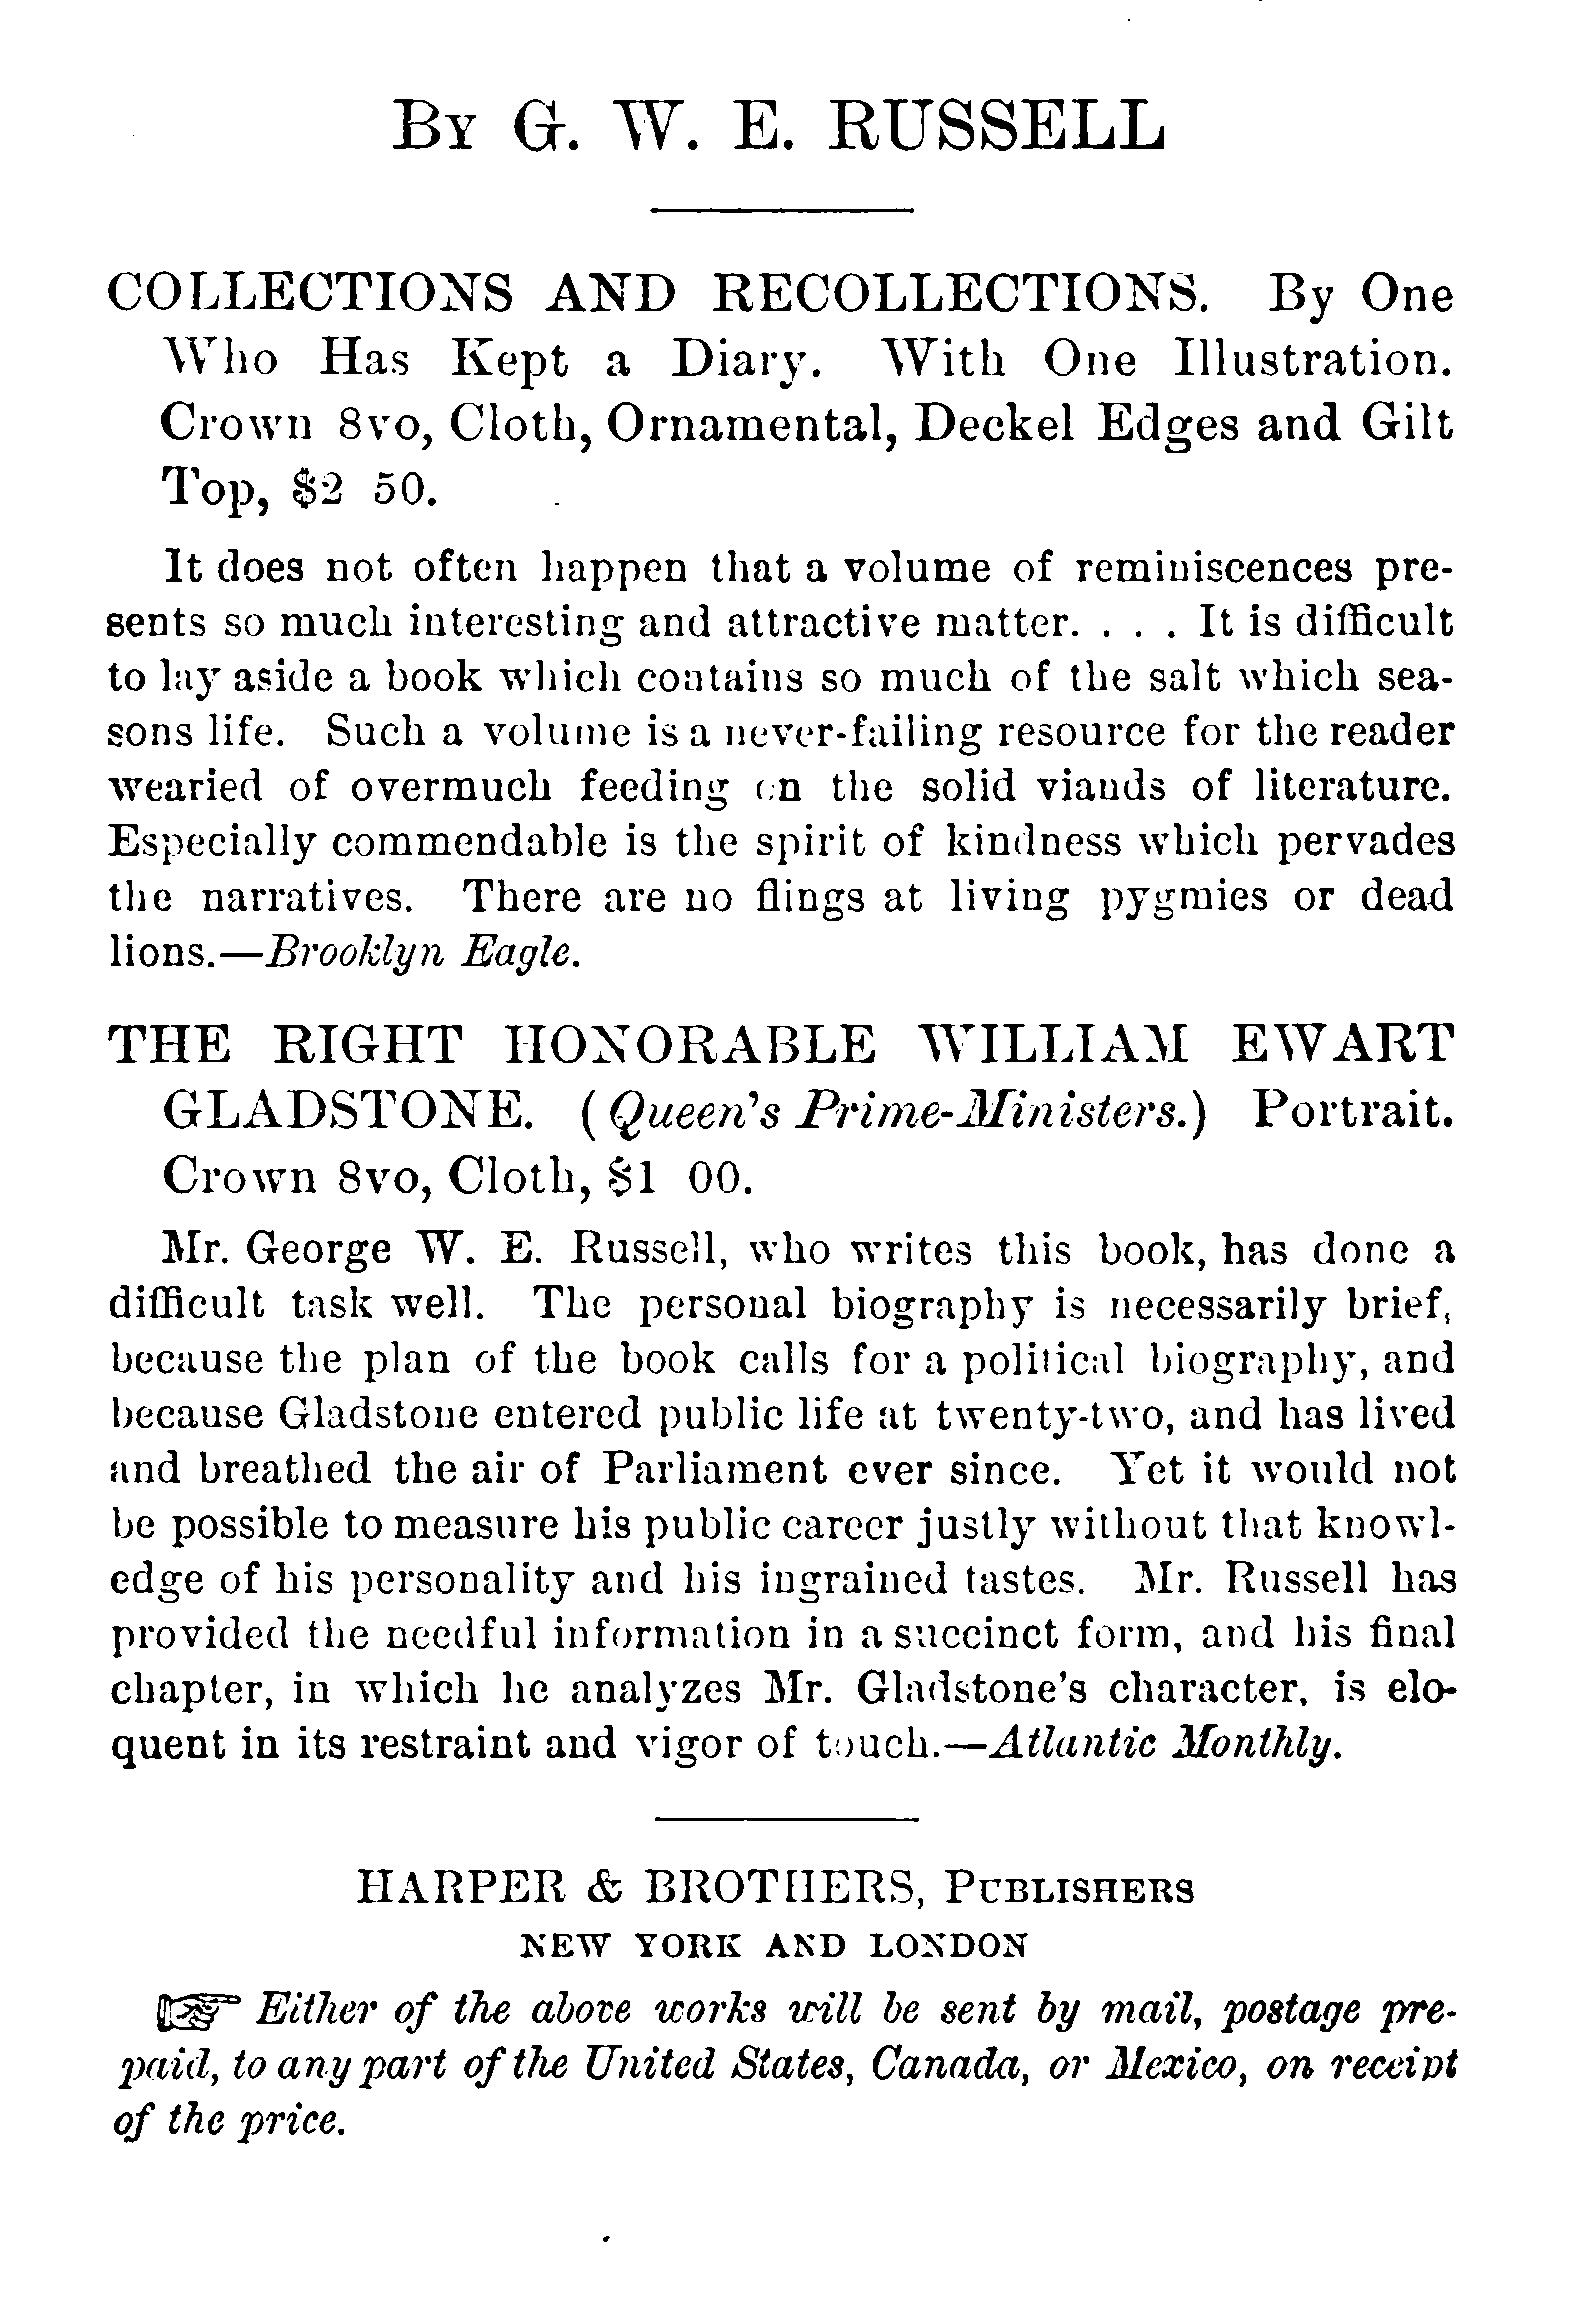 By G. W. E. RUSSELL
COLLECTIONS AND RECOLLECTIONS. By One
Who Has Kept a Diary. With One Illustration.
Crown 8vo, Cloth, Ornamental, Deckel Edges and Gilt
Top, $2 50.
It does not often happen that a volume of reminiscences pre-
sents so much interesting and attractive matter. . . . It is difficult
to lay aside a book which contains so much of the salt which sea-
sons life. Such a volume is a never-failing resource for the reader
wearied of overmuch feeding on the solid viands of literature.
Especially commendable is the spirit of kindness which pervades
the narratives. There are no flings at living pygmies or dead
lions.—Brooklyn Eagle.
THE RIGHT HONORABLE WILLIAM EWART
GLADSTONE. (Queen's Prime-Ministers.) Portrait.
Crown 8vo, Cloth, $1 00.
Mr. George W. E. Russell, who writes this book, has done a
difficult task well. The personal biography is necessarily brief,
because the plan of the book calls for a political biography, and
because Gladstone entered public life at twenty-two, and has lived
and breathed the air of Parliament ever since. Yet it would not
be possible to measure his public career justly without that knowl-
edge of his personality and his ingrained tastes. Mr. Russell has
provided the needful information in a succinct form, and his final
chapter, in which he analyzes Mr. Gladstone's character, is elo-
quent in its restraint and vigor of touch.—Atlantic Monthly.
HARPER & BROTHERS, Publishers
NEW YORK AND LONDON
☞ Either of the above works will be sent by mail, postage pre-
paid, to any part of the United States, Canada, or Mexico, on receipt
of the price.